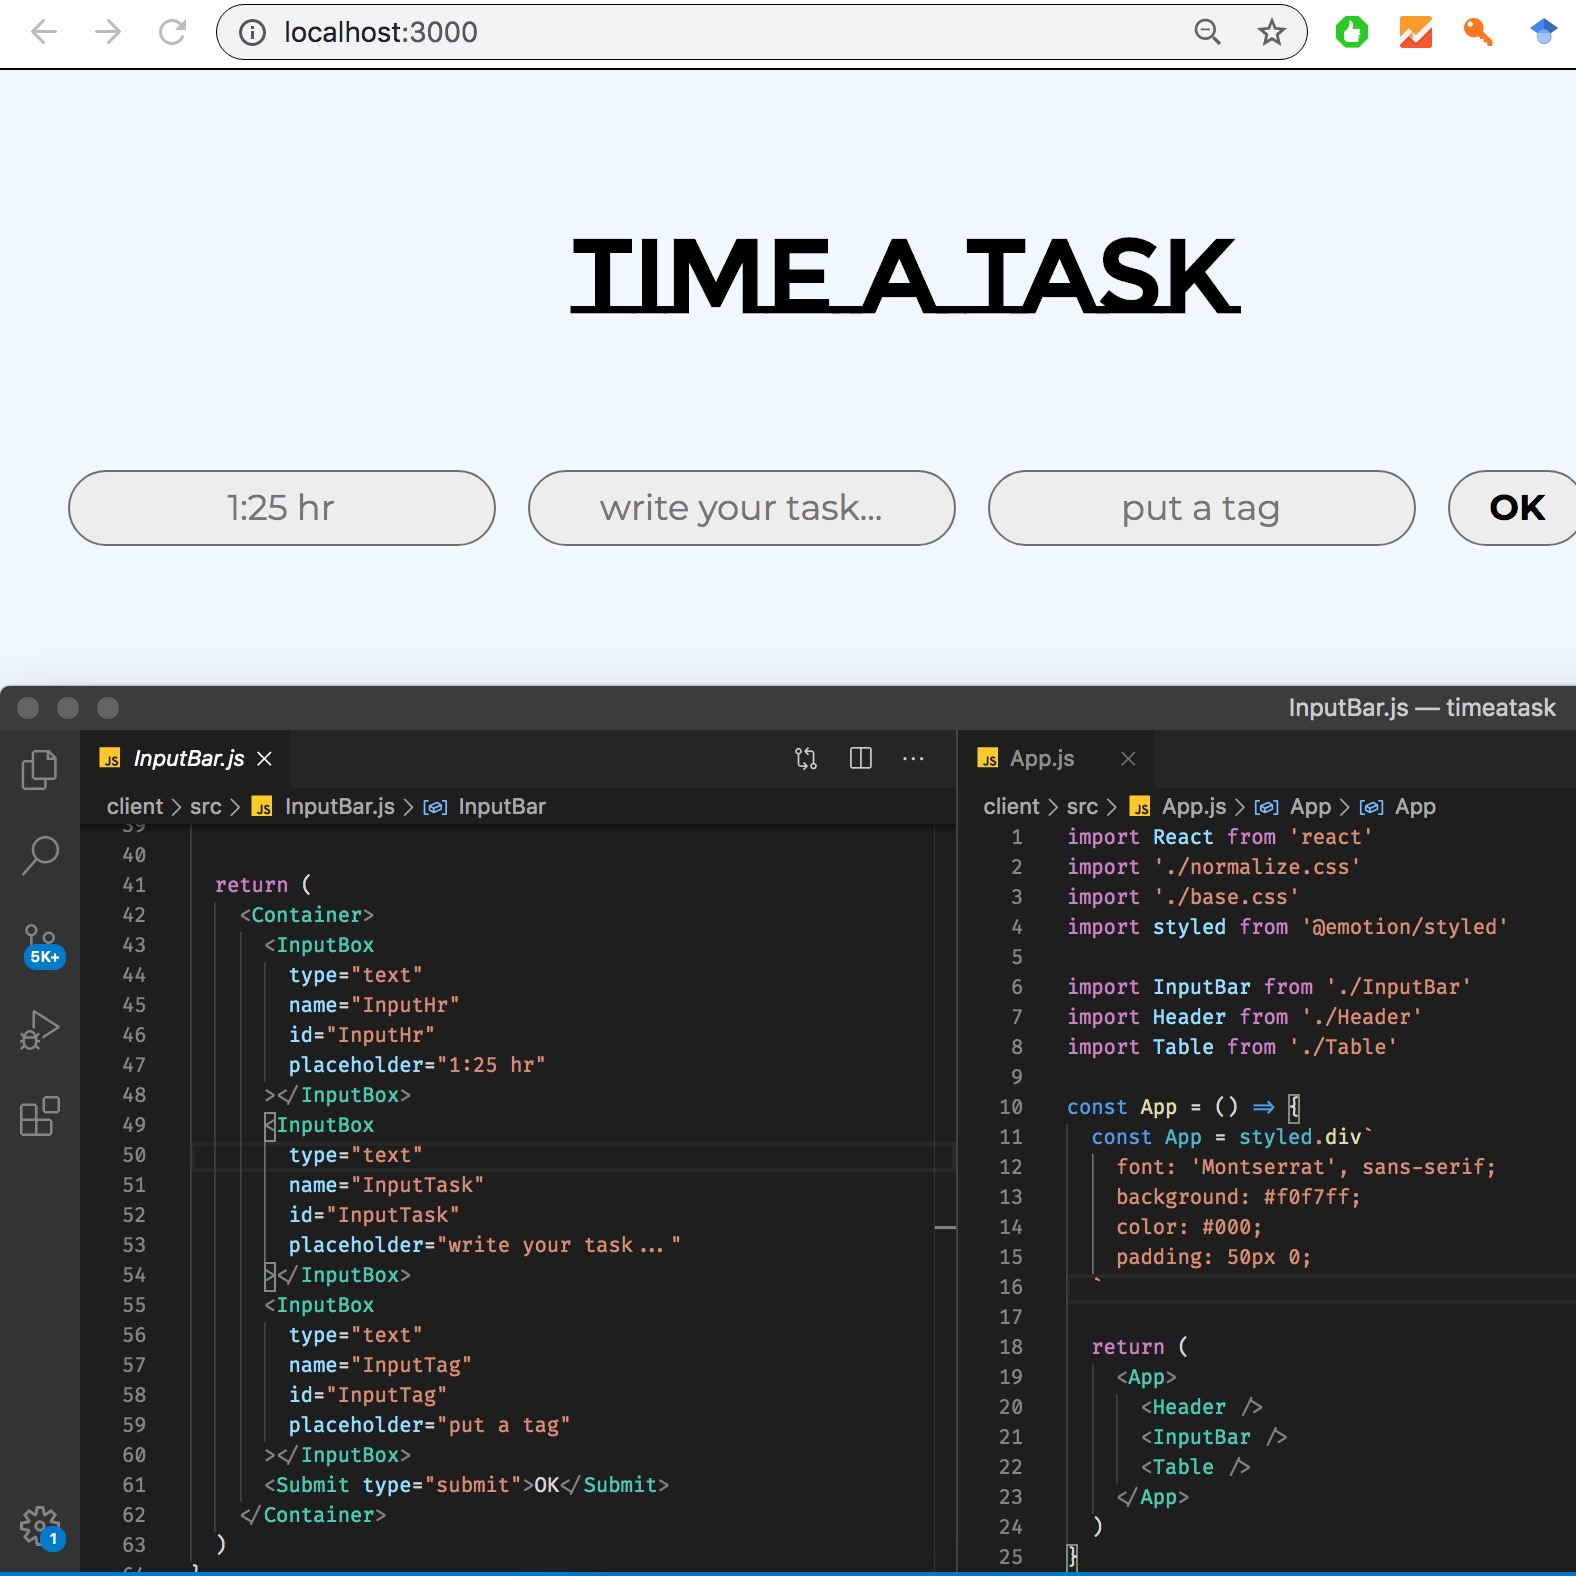 localhost:3000
TIME A TASK
1:25 hr
write your task...
put a tag
OK
InputBar.js — timeatask
JS InputBar.js
client > src > JS InputBar.js > InputBar
39
40
41 return (
42 <Container>
43 <InputBox
44 type="text"
45 name="InputHr"
46 id="InputHr"
47 placeholder="1:25 hr"
48 ></InputBox>
49 <InputBox
50 type="text"
51 name="InputTask"
52 id="InputTask"
53 placeholder="write your task..."
54 ></InputBox>
55 <InputBox
56 type="text"
57 name="InputTag"
58 id="InputTag"
59 placeholder="put a tag"
60 ></InputBox>
61 <Submit type="submit">OK</Submit>
62 </Container>
63 )
JS App.js
client > src > JS App.js > App > App
1 import React from 'react'
2 import './normalize.css'
3 import './base.css'
4 import styled from '@emotion/styled'
5
6 import InputBar from './InputBar'
7 import Header from './Header'
8 import Table from './Table'
9
10 const App = () => {
11 const App = styled.div`
12 font: 'Montserrat', sans-serif;
13 background: #f0f7ff;
14 color: #000;
15 padding: 50px 0;
16 `
17
18 return (
19 <App>
20 <Header />
21 <InputBar />
22 <Table />
23 </App>
24 )
25 }
5K+
1